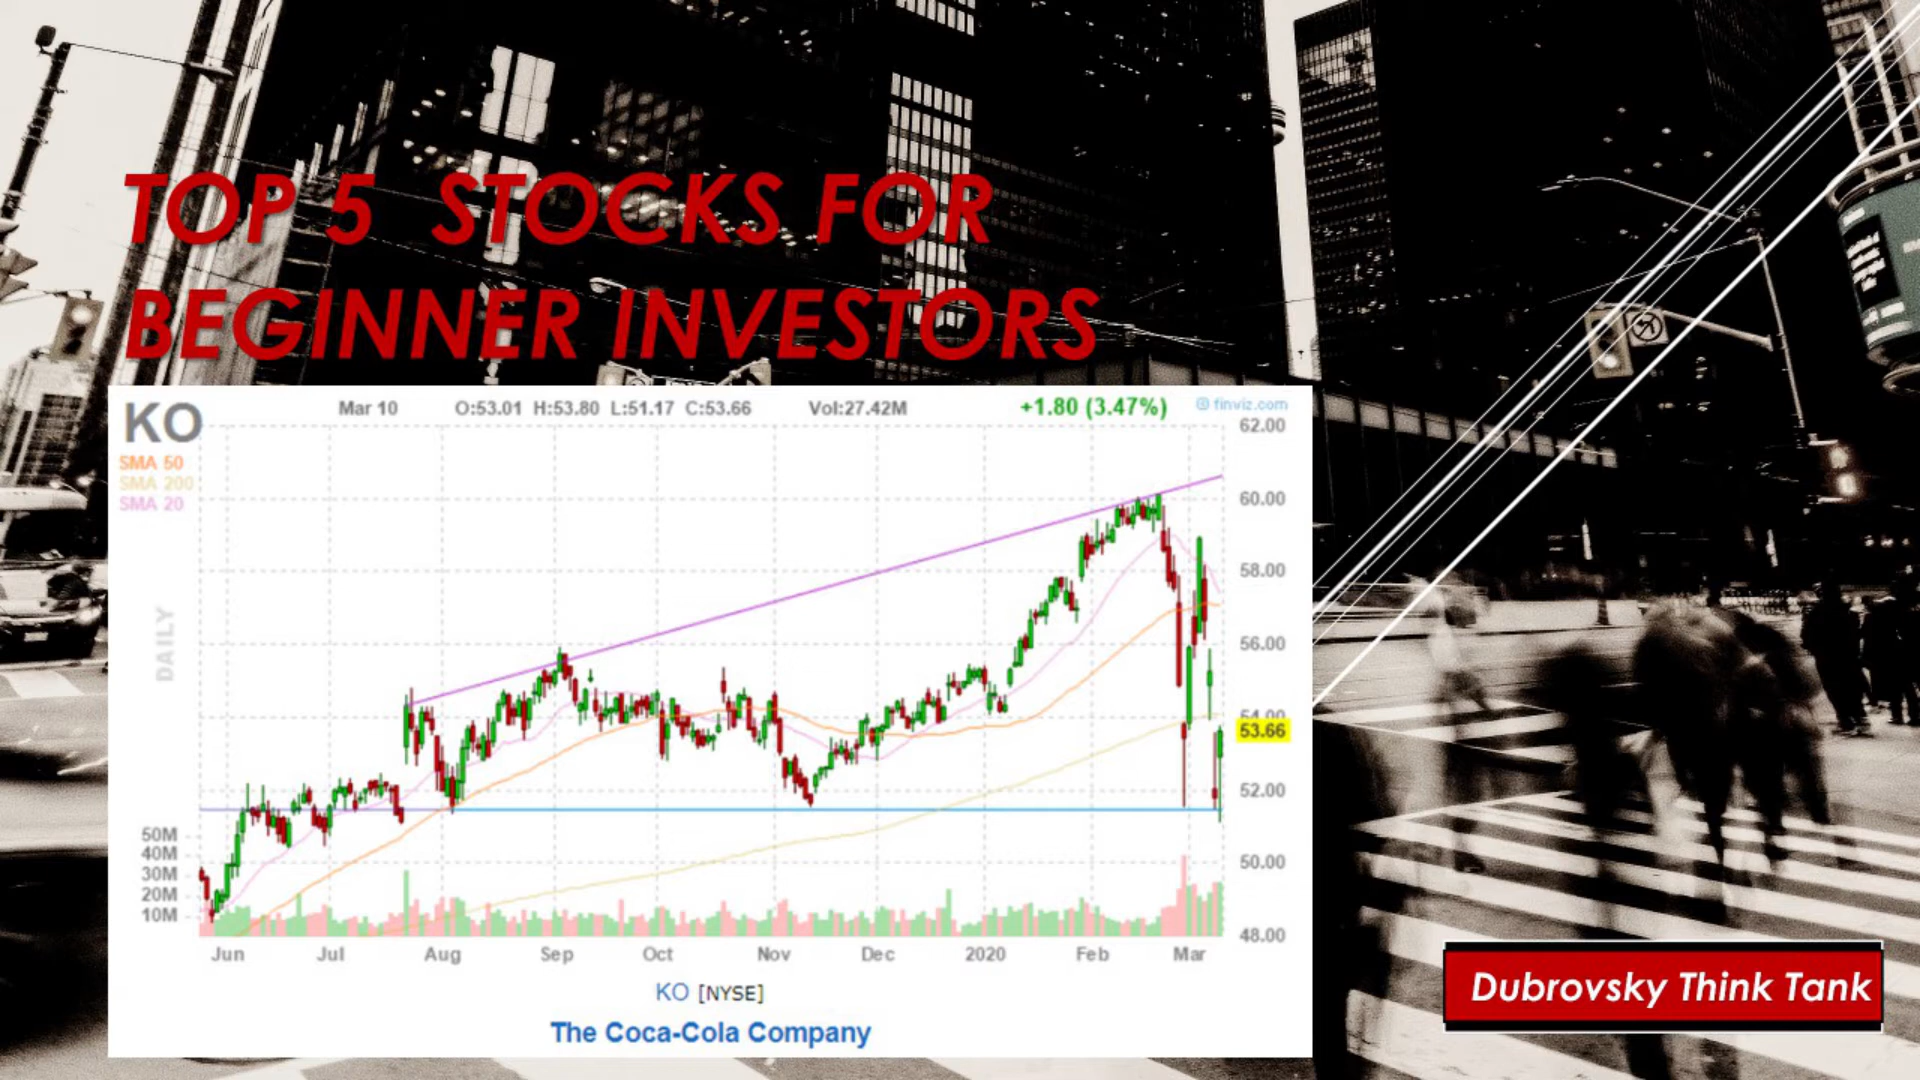 TOP 5 STOCKS FOR
BEGINNER INVESTORS
KO Mar 10 O:53.01 H:53.80 L:51.17 C:53.66 Vol:27.42M +1.80 (3.47%) finviz.com
SMA 50
SMA 200
SMA 20
DAILY
62.00
60.00
58.00
56.00
54.00
53.66
52.00
50.00
48.00
50M
40M
30M
20M
10M
Jun Jul Aug Sep Oct Nov Dec 2020 Feb Mar
KO [NYSE]
The Coca-Cola Company
Dubrovsky Think Tank